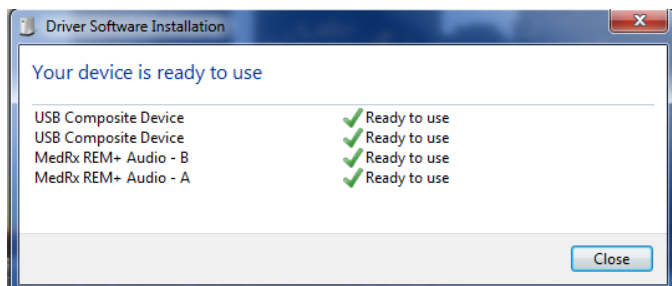 Driver Software Installation
Your device is ready to use
USB Composite Device Ready to use
USB Composite Device Ready to use
MedRx REM+ Audio - B Ready to use
MedRx REM+ Audio - A Ready to use
Close